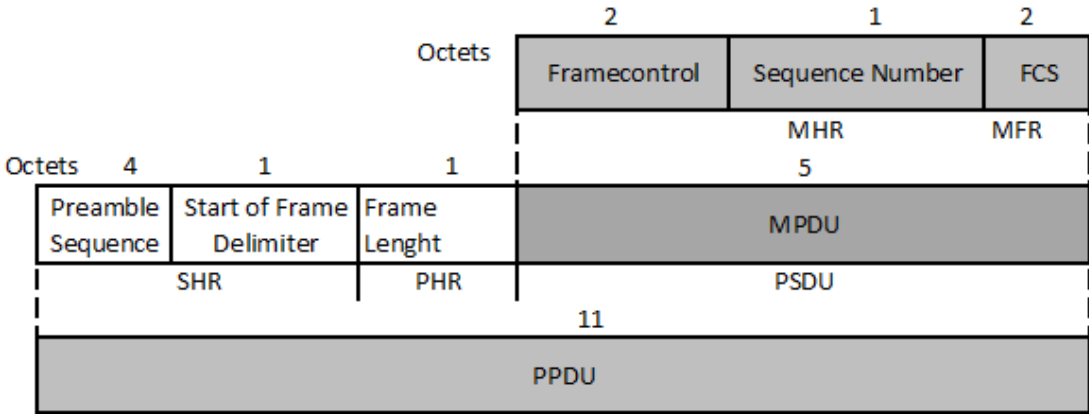 2 1 2
Octets Framecontrol Sequence Number FCS
MHR MFR
Octets 4 1 1 5
Preamble Start of Frame Frame
Sequence Delimiter Lenght MPDU
SHR PHR PSDU
11
PPDU